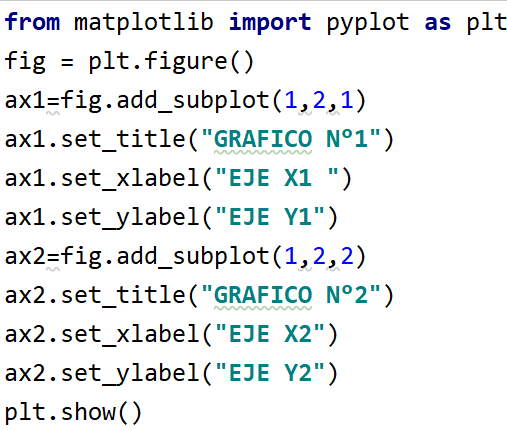 from matplotlib import pyplot as plt
fig = plt.figure()
ax1=fig.add_subplot(1,2,1)
ax1.set_title("GRAFICO Nº1")
ax1.set_xlabel("EJE X1 ")
ax1.set_ylabel("EJE Y1")
ax2=fig.add_subplot(1,2,2)
ax2.set_title("GRAFICO Nº2")
ax2.set_xlabel("EJE X2")
ax2.set_ylabel("EJE Y2")
plt.show()